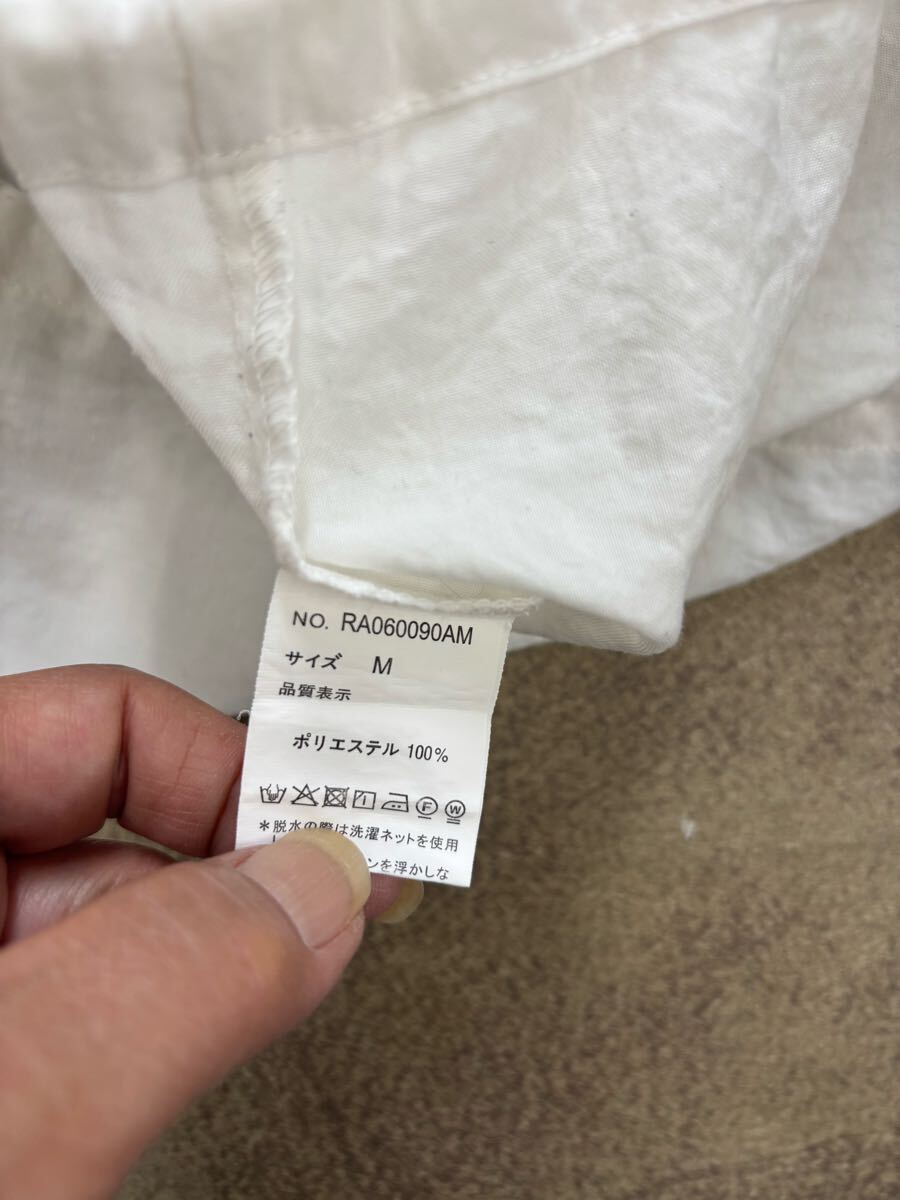 NO. RA060090AM
サイズ M
品質表示
ポリエステル 100%
F W
*脱水の際は洗濯ネットを使用
ンを浮かしな